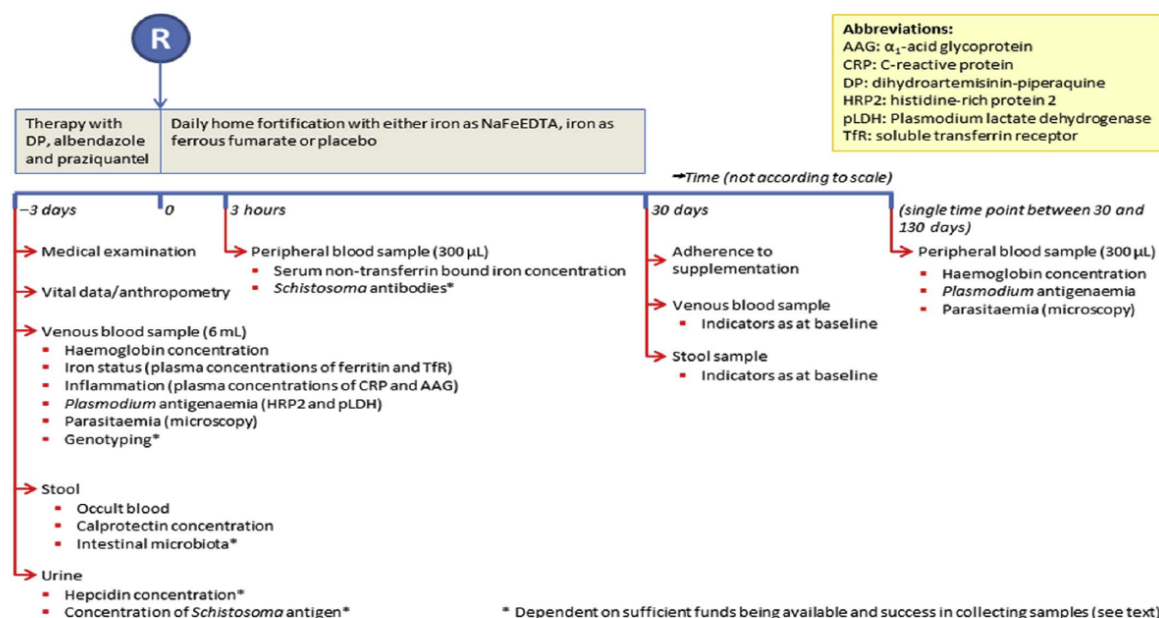 R
Abbreviations:
AAG: α₁-acid glycoprotein
CRP: C-reactive protein
DP: dihydroartemisinin-piperaquine
HRP2: histidine-rich protein 2
pLDH: Plasmodium lactate dehydrogenase
TfR: soluble transferrin receptor
Therapy with
DP, albendazole
and praziquantel
Daily home fortification with either iron as NaFeEDTA, iron as
ferrous fumarate or placebo
→Time (not according to scale)
−3 days
0
3 hours
30 days
(single time point between 30 and
130 days)
Medical examination
Vital data/anthropometry
Venous blood sample (6 mL)
▪ Haemoglobin concentration
▪ Iron status (plasma concentrations of ferritin and TfR)
▪ Inflammation (plasma concentrations of CRP and AAG)
▪ Plasmodium antigenaemia (HRP2 and pLDH)
▪ Parasitaemia (microscopy)
▪ Genotyping*
Stool
▪ Occult blood
▪ Calprotectin concentration
▪ Intestinal microbiota*
Urine
▪ Hepcidin concentration*
▪ Concentration of Schistosoma antigen*
Peripheral blood sample (300 µL)
▪ Serum non-transferrin bound iron concentration
▪ Schistosoma antibodies*
Adherence to
supplementation
Venous blood sample
▪ Indicators as at baseline
Stool sample
▪ Indicators as at baseline
Peripheral blood sample (300 µL)
▪ Haemoglobin concentration
▪ Plasmodium antigenaemia
▪ Parasitaemia (microscopy)
* Dependent on sufficient funds being available and success in collecting samples (see text)